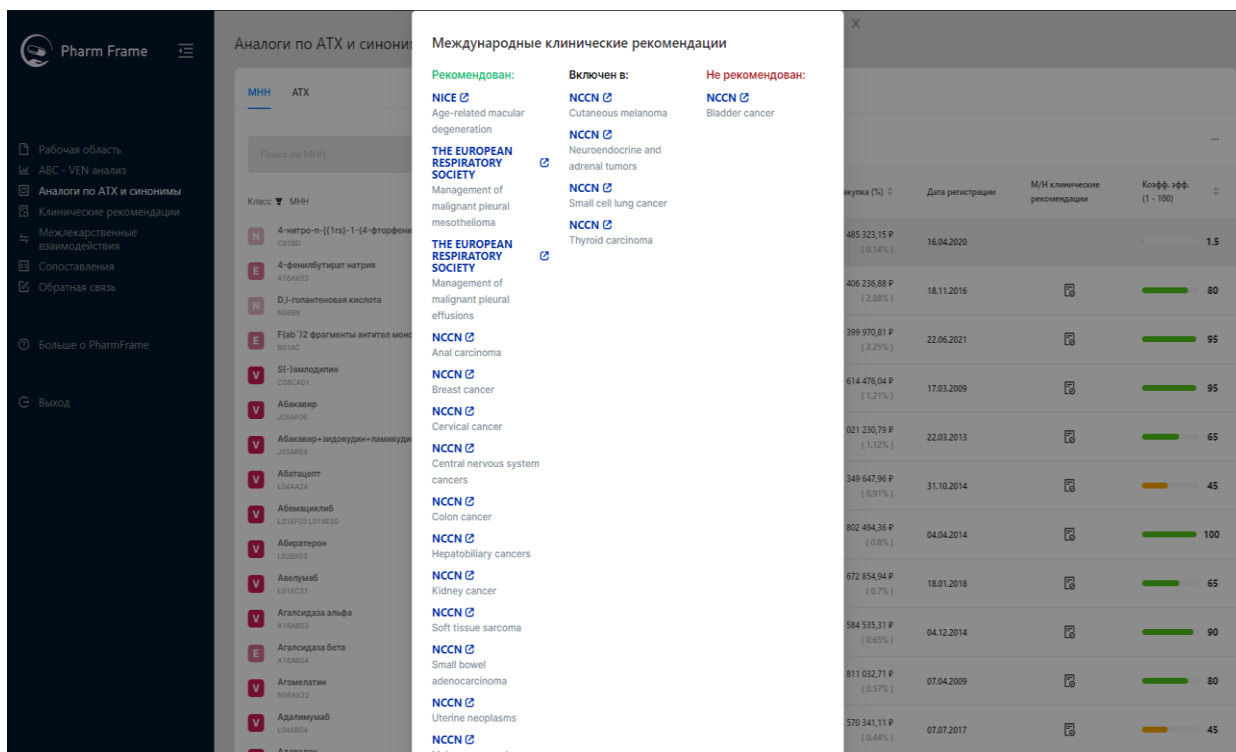 Pharm Frame
Рабочая область
ABC - VEN анализ
Аналоги по АТХ и синонимы
Клинические рекомендации
Межлекарственные
взаимодействия
Сопоставления
Обратная связь
Больше о PharmFrame
Выход
Аналоги по АТХ и синоним
МНН АТХ
Поиск по МНН
Класс МНН
N 4-нитро-n-[(1rs)-1-(4-фторфени
C01BD
E 4-фенилбутират натрия
A16AX03
N D,l-гопантеновая кислота
N06BX
E F(ab`)2 фрагменты антител моно
B01AC
V S(-)амлодипин
C08CA01
V Абакавир
J05AF06
V Абакавир+зидовудин+ламивуди
J05AR04
V Абатацепт
L04AA24
V Абемациклиб
L01EF03 L01XE50
V Абиратерон
L02BX03
V Авелумаб
L01XC31
V Агалсидаза альфа
A16AB03
E Агалсидаза бета
A16AB04
V Агомелатин
N06AX22
V Адалимумаб
L04AB04
X
Международные клинические рекомендации
Рекомендован:
NICE
Age-related macular
degeneration
THE EUROPEAN
RESPIRATORY
SOCIETY
Management of
malignant pleural
mesothelioma
THE EUROPEAN
RESPIRATORY
SOCIETY
Management of
malignant pleural
effusions
NCCN
Anal carcinoma
NCCN
Breast cancer
NCCN
Cervical cancer
NCCN
Central nervous system
cancers
NCCN
Colon cancer
NCCN
Hepatobiliary cancers
NCCN
Kidney cancer
NCCN
Soft tissue sarcoma
NCCN
Small bowel
adenocarcinoma
NCCN
Uterine neoplasms
NCCN
Включен в:
NCCN
Cutaneous melanoma
NCCN
Neuroendocrine and
adrenal tumors
NCCN
Small cell lung cancer
NCCN
Thyroid carcinoma
Не рекомендован:
NCCN
Bladder cancer
...
акупка (%) Дата регистрации М/Н клинические
рекомендации Коэфф. эфф.
(1 - 100)
485 323,15 ₽
( 0.14% ) 16.04.2020 1.5
406 236,88 ₽
( 2.88% ) 18.11.2016 80
399 970,81 ₽
( 2.25% ) 22.06.2021 95
614 476,04 ₽
( 1.21% ) 17.03.2009 95
021 230,79 ₽
( 1.12% ) 22.03.2013 65
349 647,96 ₽
( 0.91% ) 31.10.2014 45
802 494,36 ₽
( 0.8% ) 04.04.2014 100
672 854,94 ₽
( 0.7% ) 18.01.2018 65
584 535,31 ₽
( 0.65% ) 04.12.2014 90
811 032,71 ₽
( 0.57% ) 07.04.2009 80
570 341,11 ₽
( 0.44% ) 07.07.2017 45